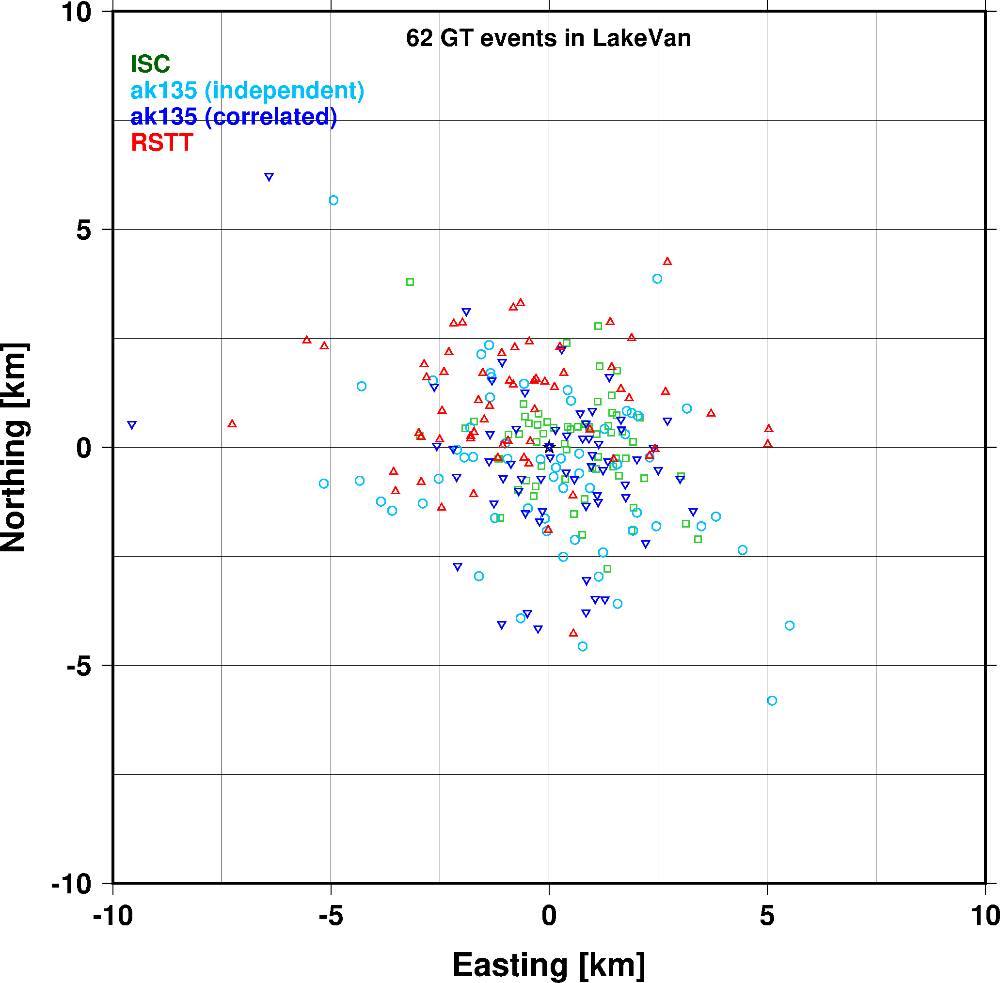 62 GT events in LakeVan
ISC
ak135 (independent)
ak135 (correlated)
RSTT
10
5
0
-5
-10
Northing [km]
-10
-5
0
5
10
Easting [km]